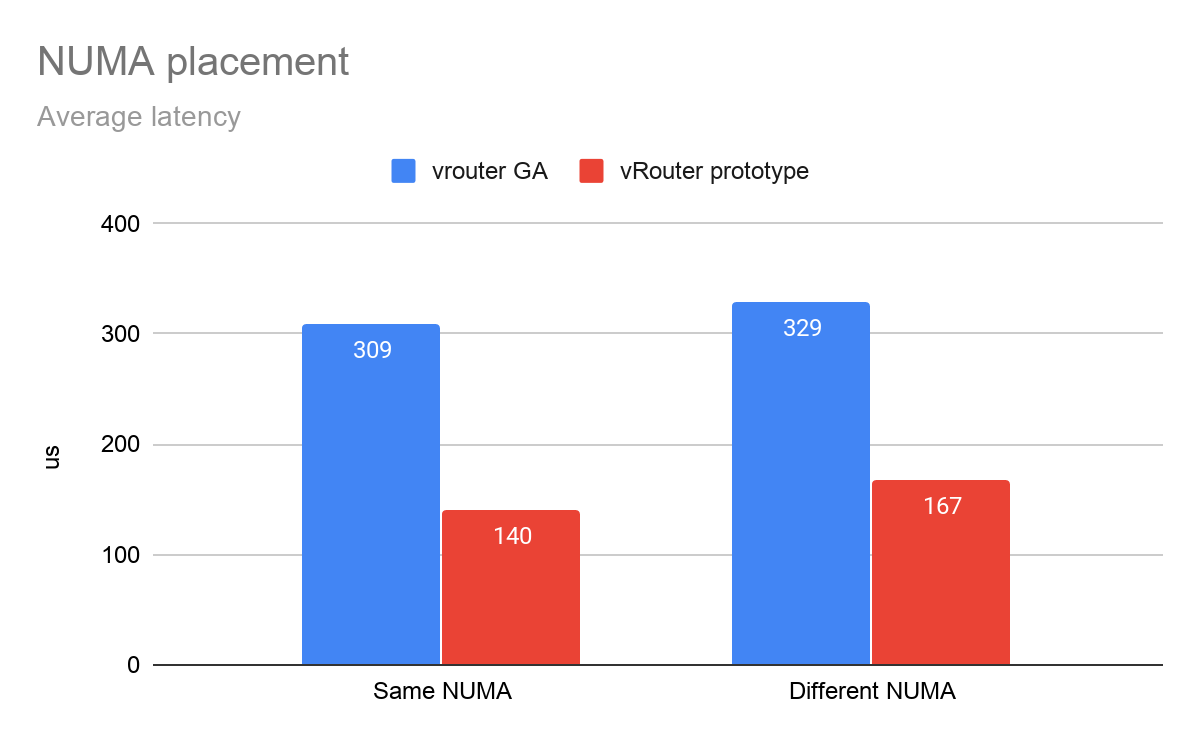 NUMA placement
Average latency
vrouter GA
vRouter prototype
400
300
200
100
0
us
309
140
329
167
Same NUMA
Different NUMA